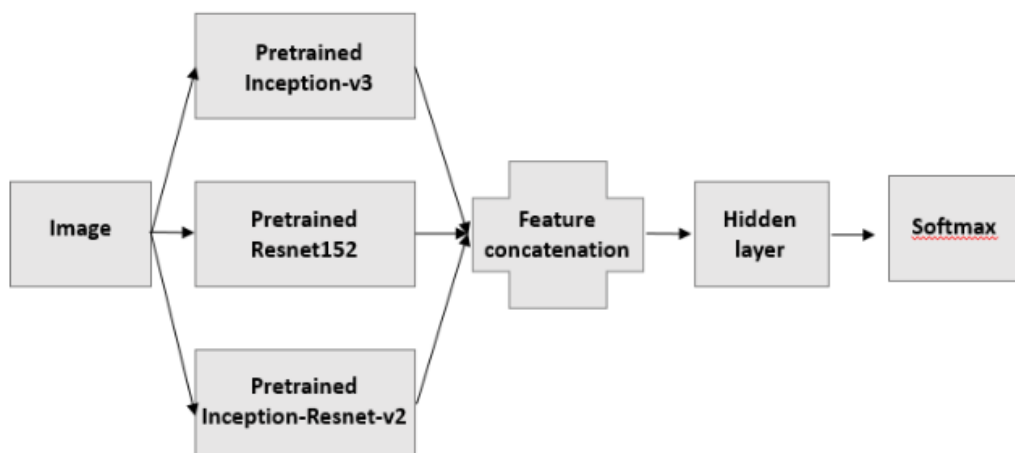 Image
Pretrained
Inception-v3
Pretrained
Resnet152
Pretrained
Inception-Resnet-v2
Feature
concatenation
Hidden
layer
Softmax